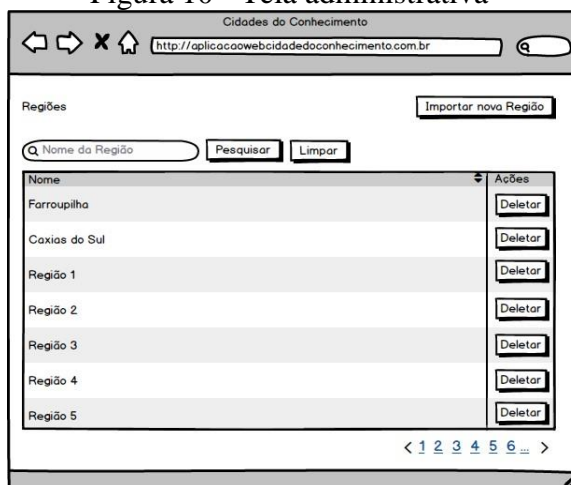 Figura 16 - Tela administrativa
Cidades do Conhecimento
http://aplicacaowebcidadedoconhecimento.com.br
Regiões
Importar nova Região
Nome da Região
Pesquisar
Limpar
Nome
Ações
Farroupilha
Deletar
Caxias do Sul
Deletar
Região 1
Deletar
Região 2
Deletar
Região 3
Deletar
Região 4
Deletar
Região 5
Deletar
< 1 2 3 4 5 6 ... >